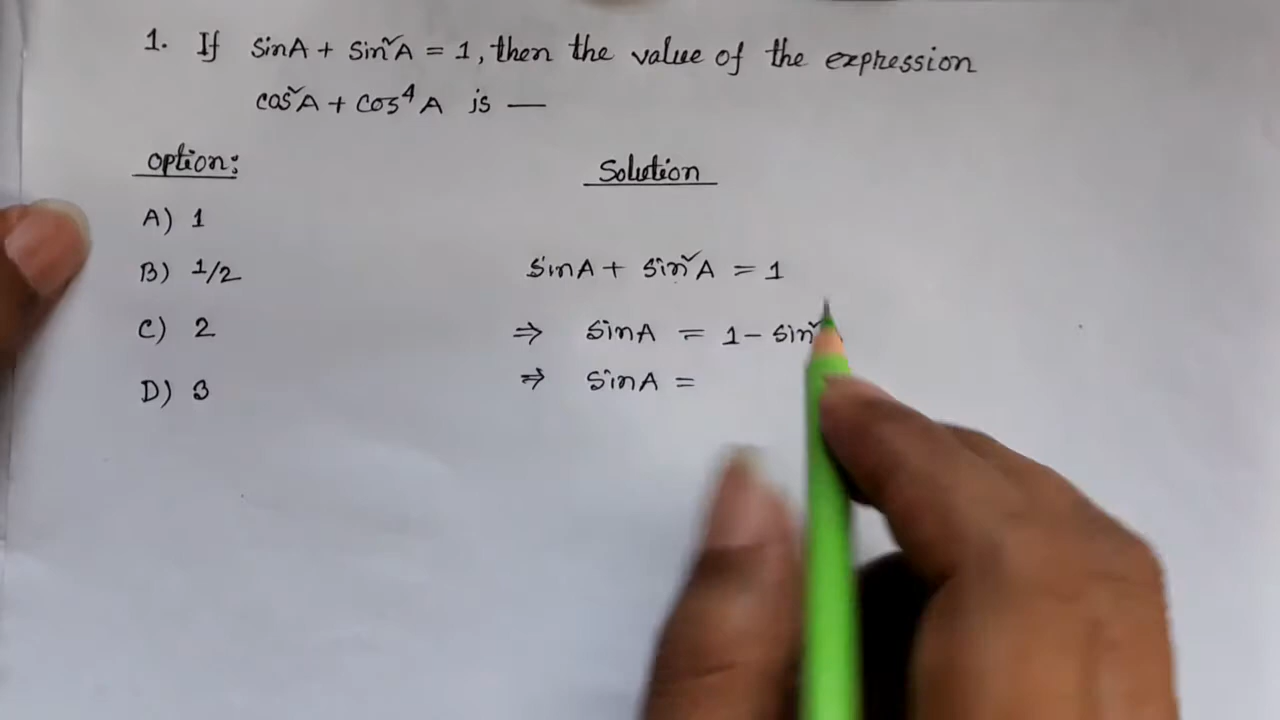 1. If sinA + sin²A = 1, then the value of the expression
cos²A + cos⁴A is —
option:
A) 1
B) 1/2
C) 2
D) 3
Solution
sinA + sin²A = 1
⇒ sinA = 1 - sin²
⇒ sinA =